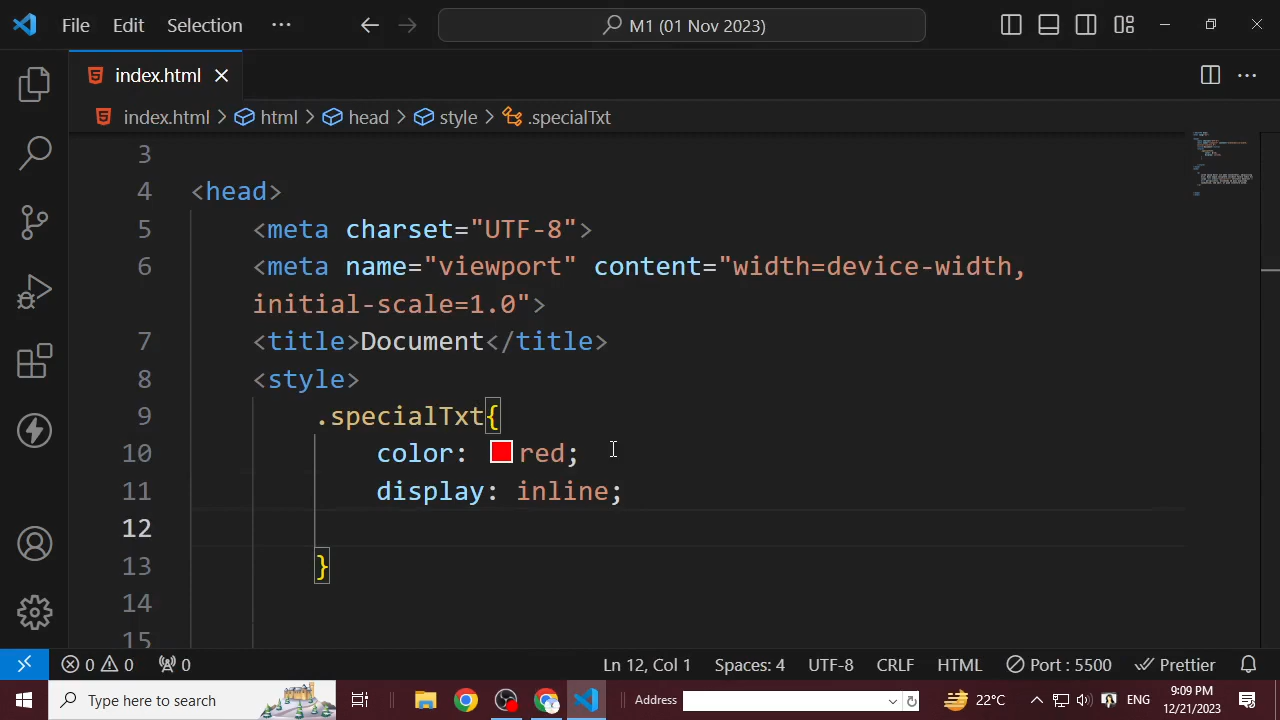 File Edit Selection ··· M1 (01 Nov 2023)
index.html
index.html > html > head > style > .specialTxt
3
4 <head>
5 <meta charset="UTF-8">
6 <meta name="viewport" content="width=device-width,
initial-scale=1.0">
7 <title>Document</title>
8 <style>
9 .specialTxt{
10 color: red;
11 display: inline;
12
13 }
14
15
0 0 0 Ln 12, Col 1 Spaces: 4 UTF-8 CRLF HTML Port : 5500 Prettier
Type here to search Address 22°C ENG 9:09 PM
12/21/2023